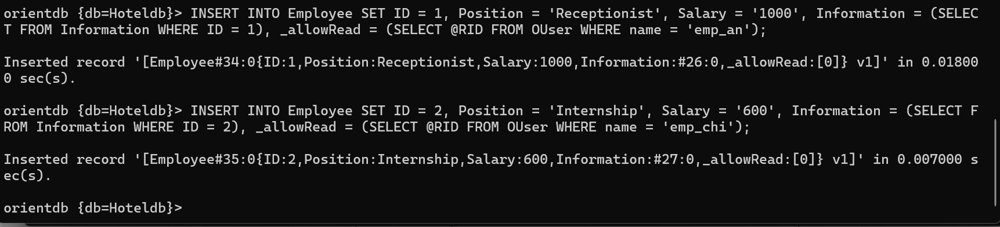 orientdb {db=Hoteldb}> INSERT INTO Employee SET ID = 1, Position = 'Receptionist', Salary = '1000', Information = (SELEC
T FROM Information WHERE ID = 1), _allowRead = (SELECT @RID FROM OUser WHERE name = 'emp_an');
Inserted record '[Employee#34:0{ID:1,Position:Receptionist,Salary:1000,Information:#26:0,_allowRead:[0]} v1]' in 0.01800
0 sec(s).
orientdb {db=Hoteldb}> INSERT INTO Employee SET ID = 2, Position = 'Internship', Salary = '600', Information = (SELECT F
ROM Information WHERE ID = 2), _allowRead = (SELECT @RID FROM OUser WHERE name = 'emp_chi');
Inserted record '[Employee#35:0{ID:2,Position:Internship,Salary:600,Information:#27:0,_allowRead:[0]} v1]' in 0.007000 s
ec(s).
orientdb {db=Hoteldb}>